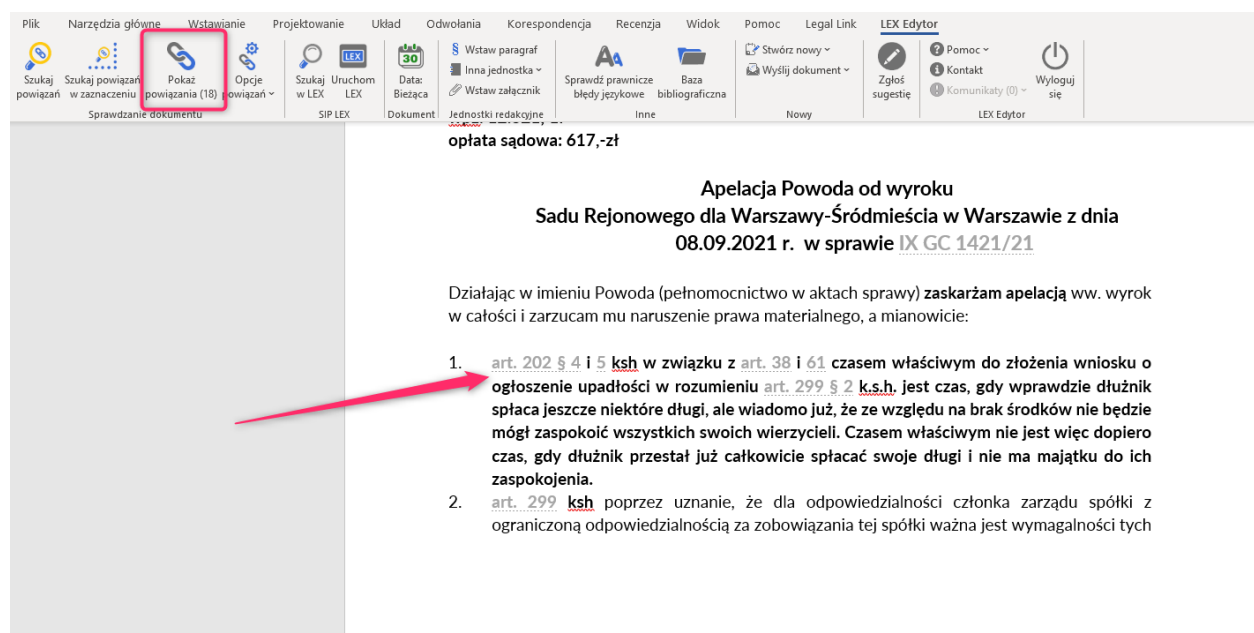 Plik Narzędzia główne Wstawianie Projektowanie Układ Odwołania Korespondencja Recenzja Widok Pomoc Legal Link LEX Edytor
Szukaj powiązań
Szukaj powiązań w zaznaczeniu
Pokaż powiązania (18)
Opcje powiązań
Sprawdzanie dokumentu
Szukaj w LEX
LEX
Uruchom LEX
SIP LEX
30
Data: Bieżąca
Dokument
§ Wstaw paragraf
Inna jednostka
Wstaw załącznik
Jednostki redakcyjne
Sprawdź prawnicze błędy językowe
Baza bibliograficzna
Inne
Stwórz nowy
Wyślij dokument
Nowy
Zgłoś sugestię
Pomoc
Kontakt
Komunikaty (0)
Wyloguj się
LEX Edytor
opłata sądowa: 617,-zł
Apelacja Powoda od wyroku
Sadu Rejonowego dla Warszawy-Śródmieścia w Warszawie z dnia
08.09.2021 r. w sprawie IX GC 1421/21
Działając w imieniu Powoda (pełnomocnictwo w aktach sprawy) zaskarżam apelacją ww. wyrok
w całości i zarzucam mu naruszenie prawa materialnego, a mianowicie:
1. art. 202 § 4 i 5 ksh w związku z art. 38 i 61 czasem właściwym do złożenia wniosku o
ogłoszenie upadłości w rozumieniu art. 299 § 2 k.s.h. jest czas, gdy wprawdzie dłużnik
spłaca jeszcze niektóre długi, ale wiadomo już, że ze względu na brak środków nie będzie
mógł zaspokoić wszystkich swoich wierzycieli. Czasem właściwym nie jest więc dopiero
czas, gdy dłużnik przestał już całkowicie spłacać swoje długi i nie ma majątku do ich
zaspokojenia.
2. art. 299 ksh poprzez uznanie, że dla odpowiedzialności członka zarządu spółki z
ograniczoną odpowiedzialnością za zobowiązania tej spółki ważna jest wymagalności tych